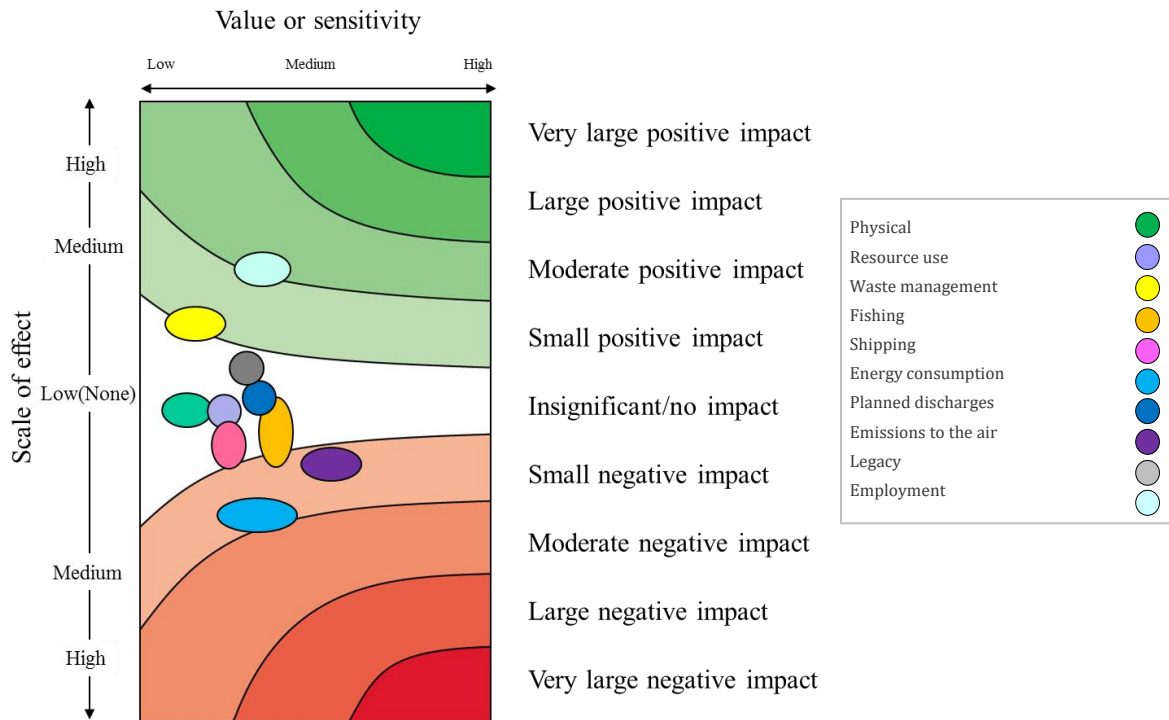 Value or sensitivity
Low Medium High
Scale of effect
High
Medium
Low(None)
Medium
High
Very large positive impact
Large positive impact
Moderate positive impact
Small positive impact
Insignificant/no impact
Small negative impact
Moderate negative impact
Large negative impact
Very large negative impact
Physical
Resource use
Waste management
Fishing
Shipping
Energy consumption
Planned discharges
Emissions to the air
Legacy
Employment